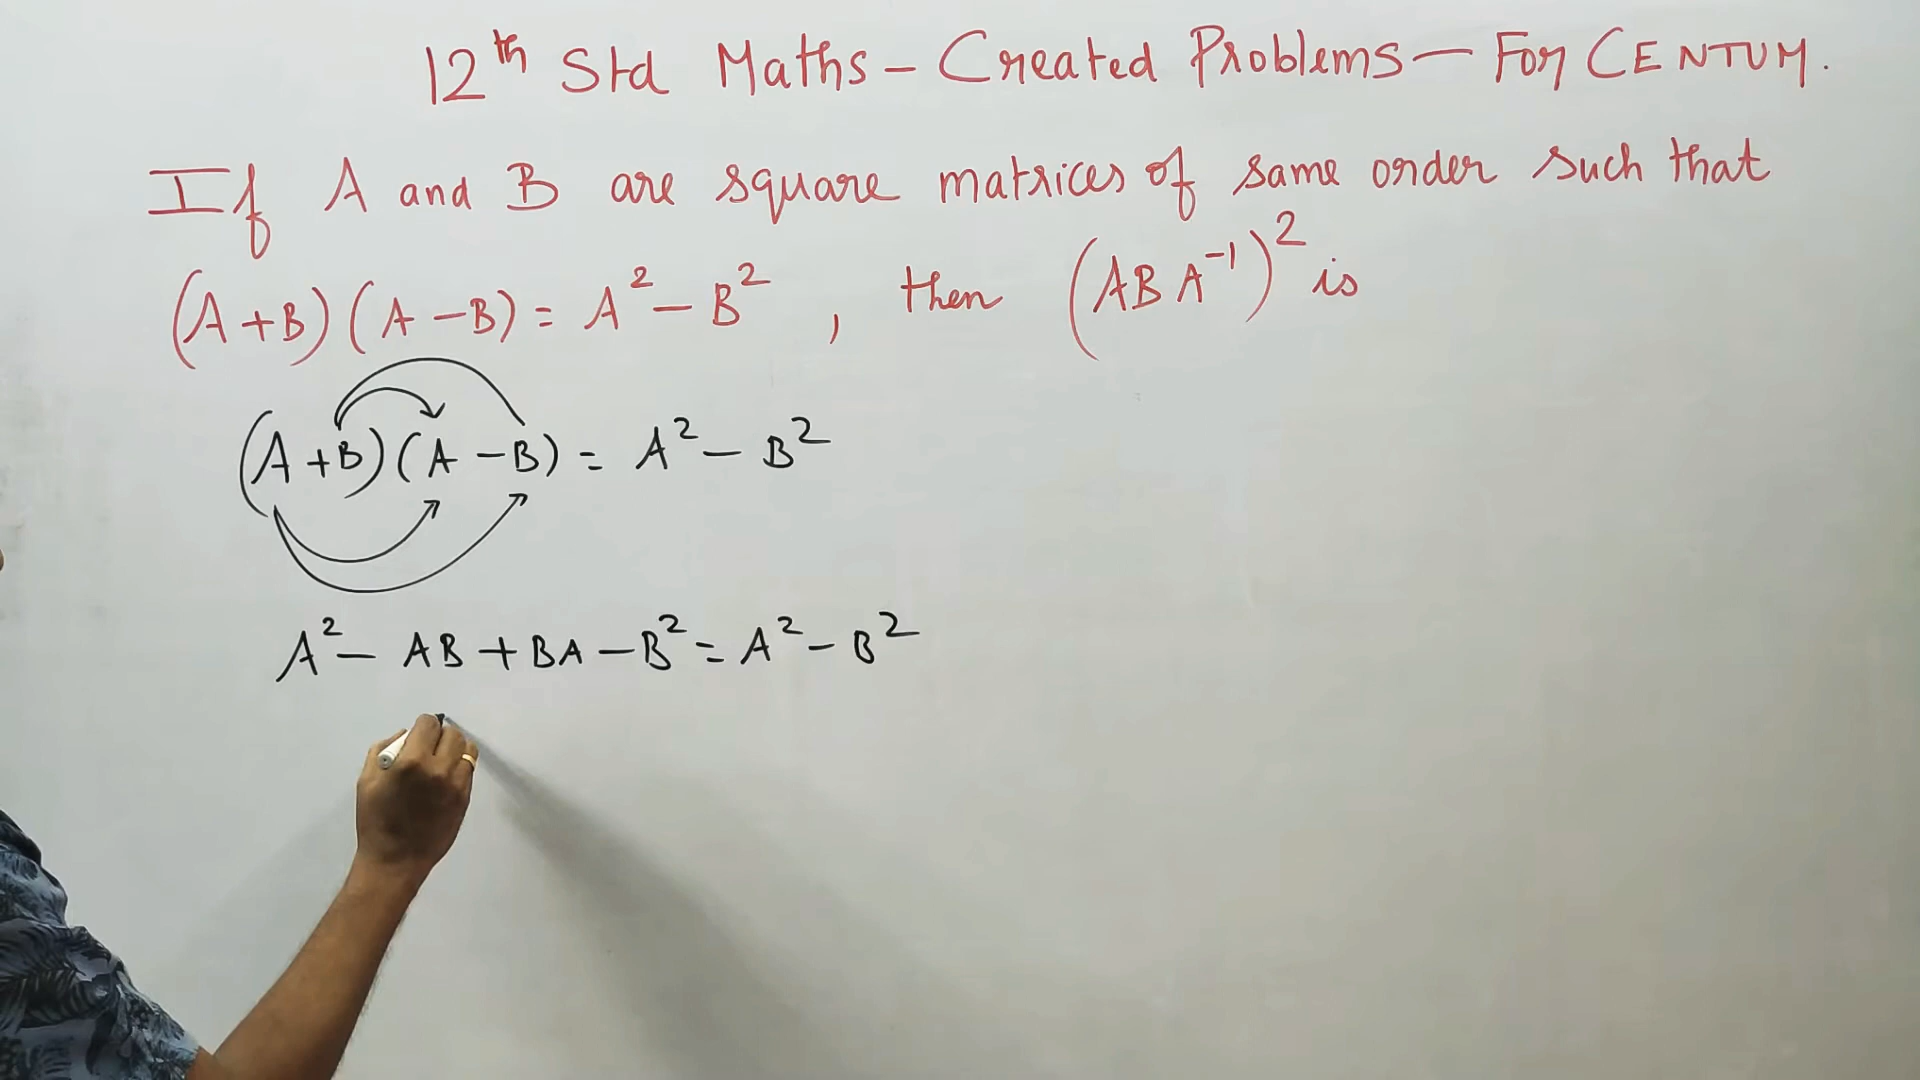 12th Std Maths - Created Problems - For CENTUM.
If A and B are square matrices of same order such that
(A+B)(A-B) = A² - B² , then (ABA⁻¹)² is
(A+B)(A-B) = A² - B²
A² - AB + BA - B² = A² - B²